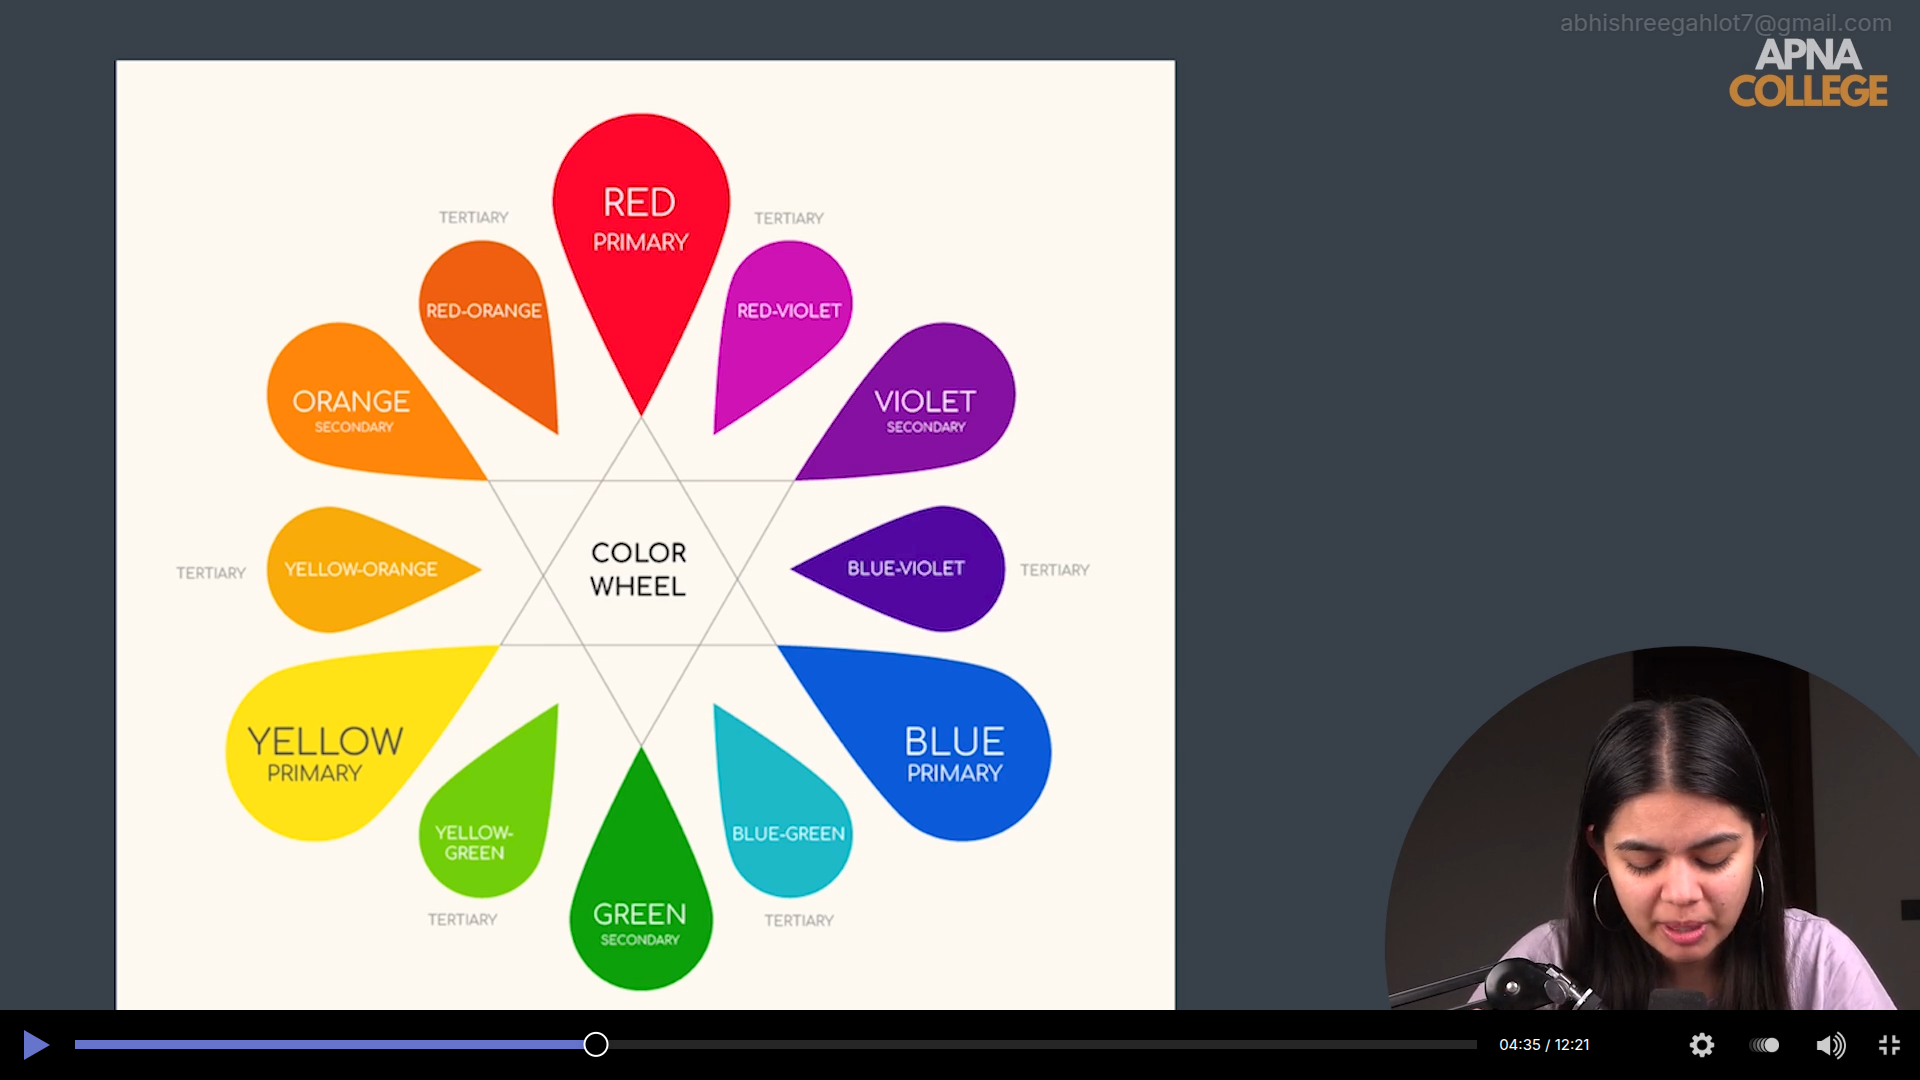 abhishreegahlot7@gmail.com
APNA
COLLEGE
RED
PRIMARY
TERTIARY
TERTIARY
RED-ORANGE
RED-VIOLET
ORANGE
SECONDARY
VIOLET
SECONDARY
COLOR
WHEEL
TERTIARY
YELLOW-ORANGE
BLUE-VIOLET
TERTIARY
YELLOW
PRIMARY
BLUE
PRIMARY
YELLOW-
GREEN
BLUE-GREEN
TERTIARY
GREEN
SECONDARY
TERTIARY
04:35 / 12:21